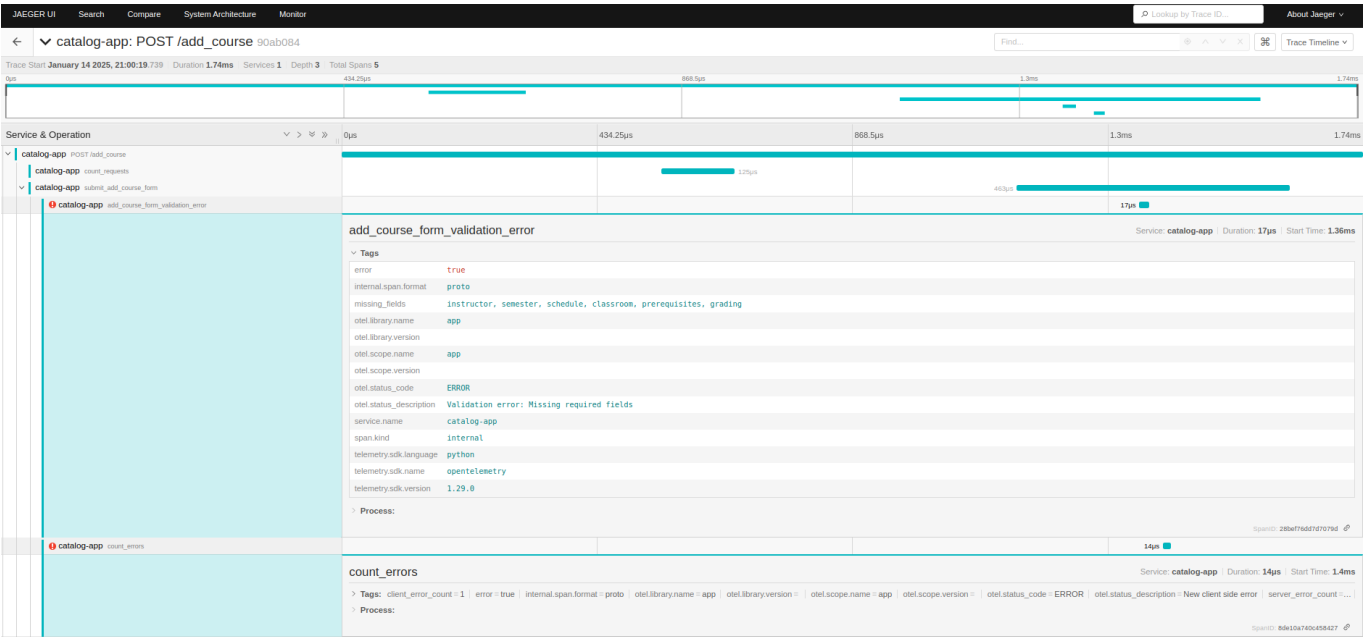 JAEGER UI Search Compare System Architecture Monitor Lookup by Trace ID... About Jaeger
catalog-app: POST /add_course 90ab084 Find... Trace Timeline
Trace Start January 14 2025, 21:00:19.739 Duration 1.74ms Services 1 Depth 3 Total Spans 5
0μs 434.25μs 868.5μs 1.3ms 1.74ms
Service & Operation 0μs 434.25μs 868.5μs 1.3ms 1.74ms
catalog-app POST /add_course
catalog-app count_requests 125μs
catalog-app submit_add_course_form 463μs
catalog-app add_course_form_validation_error 17μs
add_course_form_validation_error Service: catalog-app Duration: 17μs Start Time: 1.36ms
Tags
error true
internal.span.format proto
missing_fields instructor, semester, schedule, classroom, prerequisites, grading
otel.library.name app
otel.library.version
otel.scope.name app
otel.scope.version
otel.status_code ERROR
otel.status_description Validation error: Missing required fields
service.name catalog-app
span.kind internal
telemetry.sdk.language python
telemetry.sdk.name opentelemetry
telemetry.sdk.version 1.29.0
Process:
SpanID: 28bef76dd7d7079d
catalog-app count_errors 14μs
count_errors Service: catalog-app Duration: 14μs Start Time: 1.4ms
Tags: client_error_count = 1 error = true internal.span.format = proto otel.library.name = app otel.library.version = otel.scope.name = app otel.scope.version = otel.status_code = ERROR otel.status_description = New client side error server_error_count =...
Process:
SpanID: 6de10a740c458427